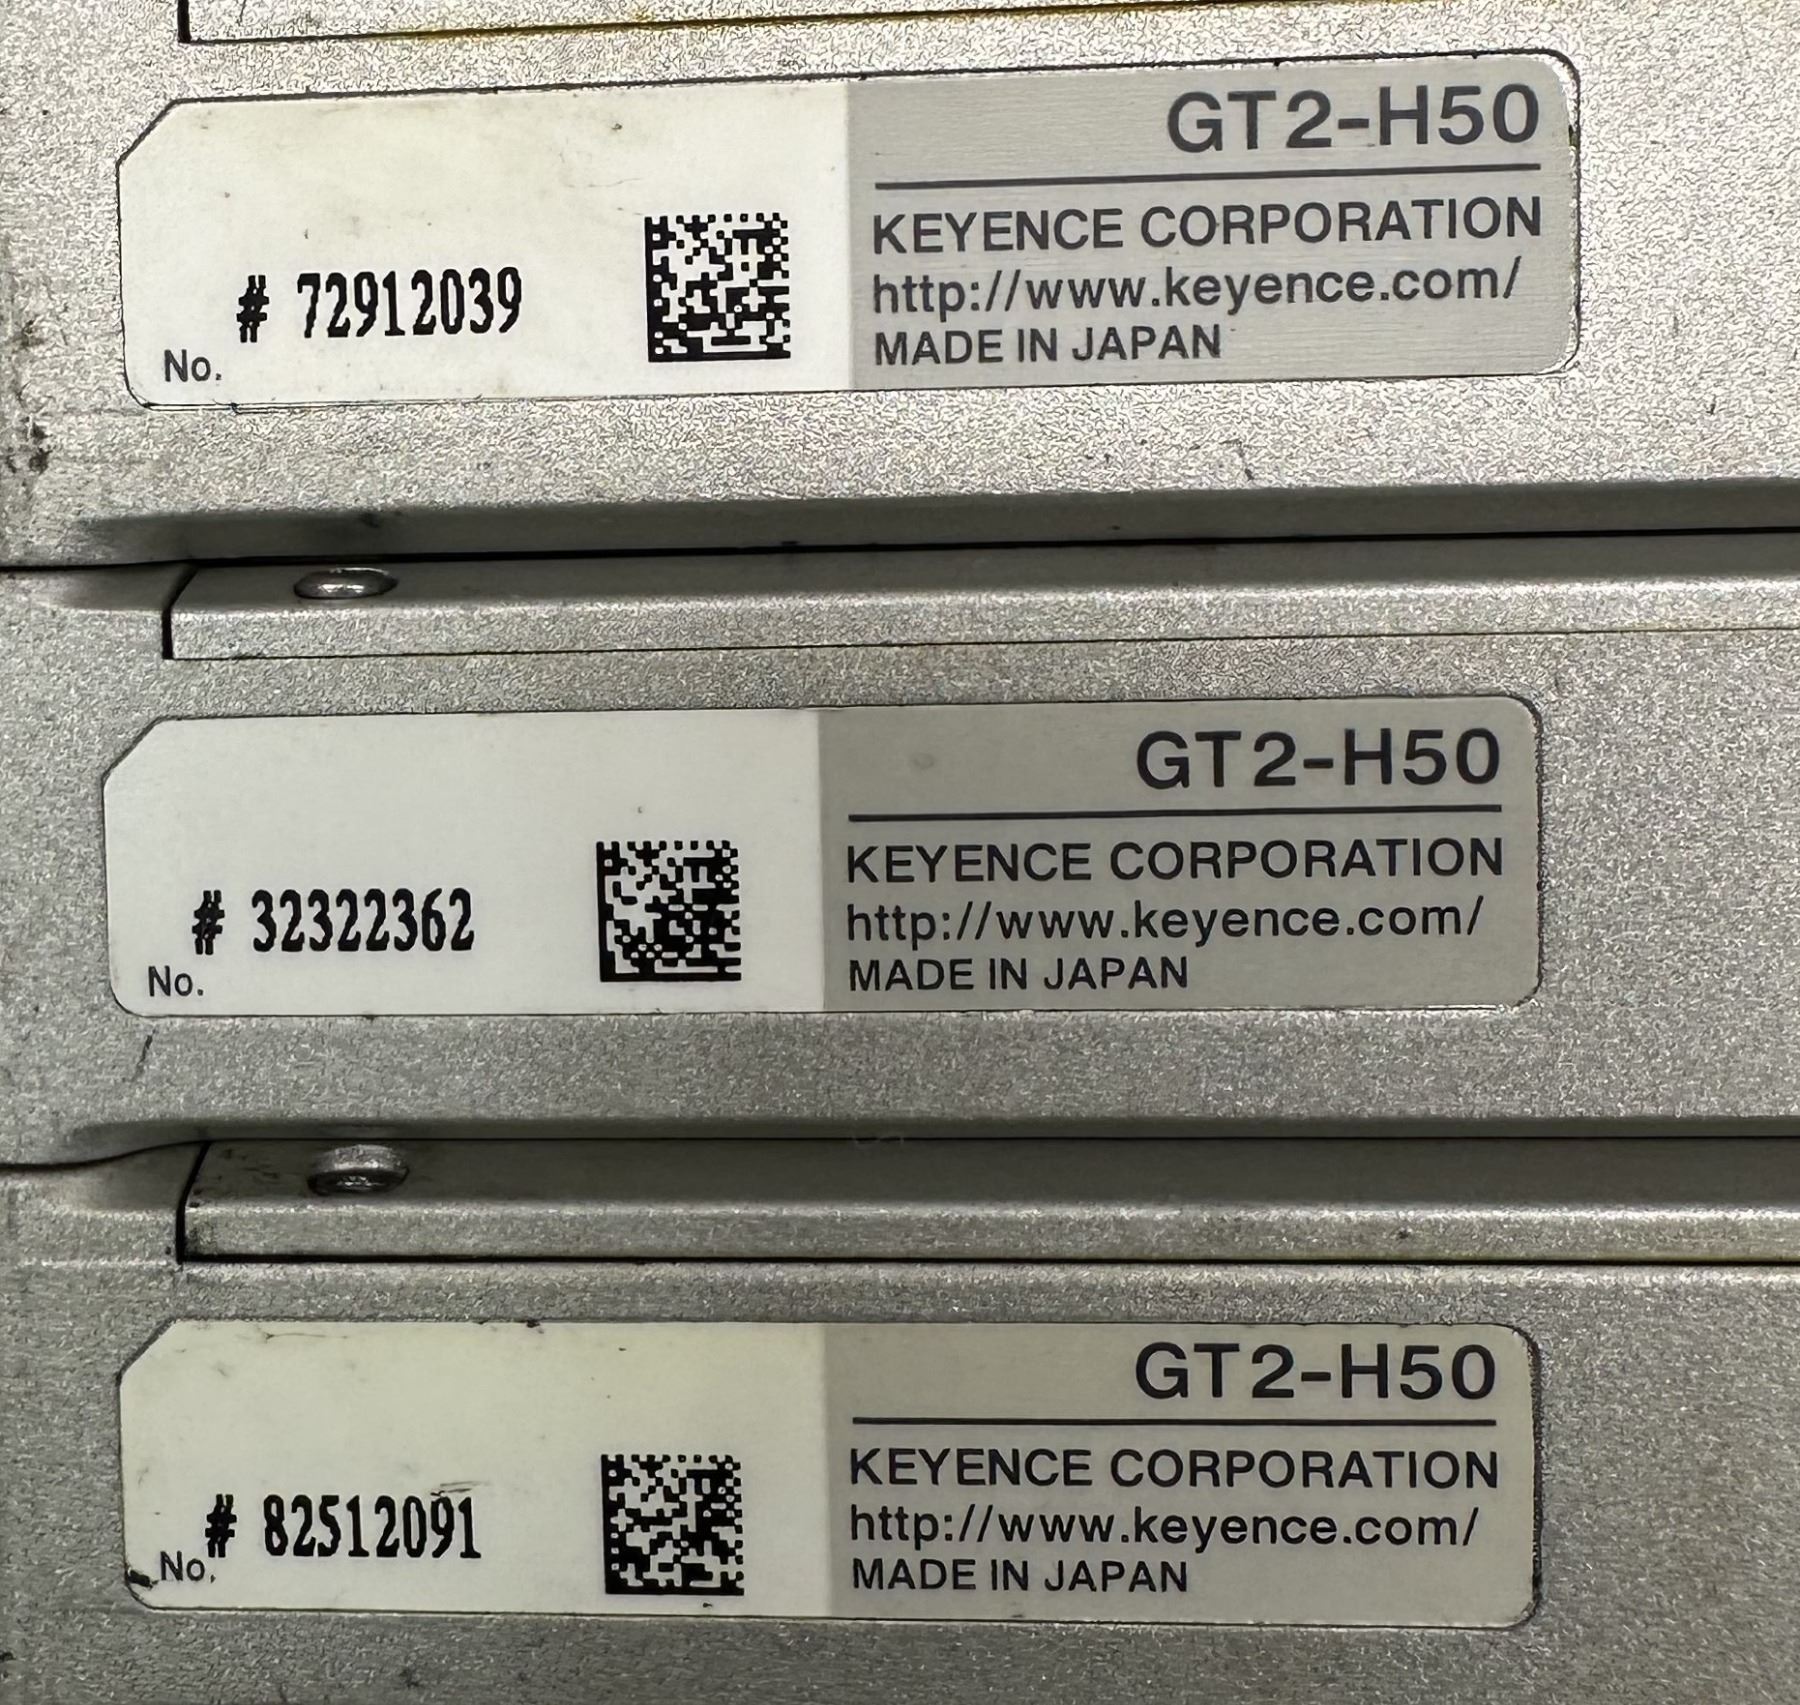 GT2-H50
KEYENCE CORPORATION
http://www.keyence.com/
MADE IN JAPAN
# 72912039
No.
GT2-H50
KEYENCE CORPORATION
http://www.keyence.com/
MADE IN JAPAN
# 32322362
No.
GT2-H50
KEYENCE CORPORATION
http://www.keyence.com/
MADE IN JAPAN
# 82512091
No.